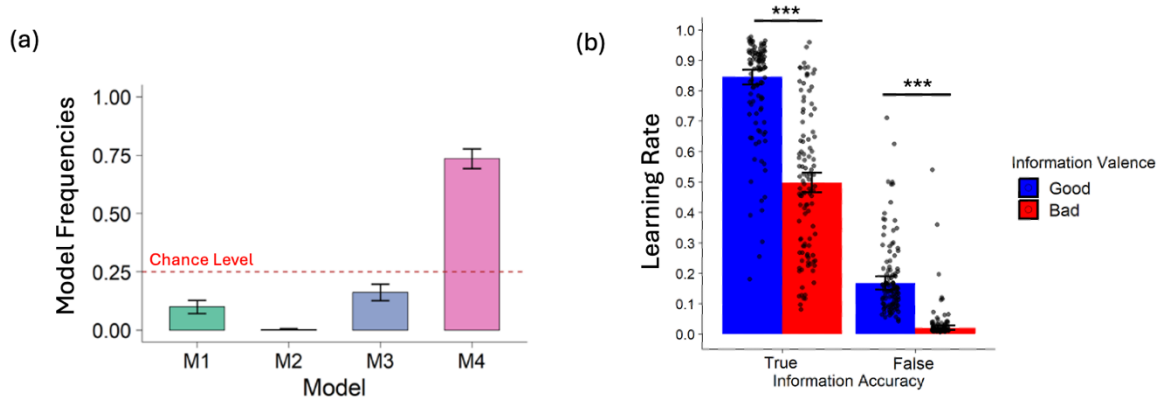 (a)
Model Frequencies
1.00
0.75
0.50
0.25
0.00
Chance Level
M1 M2 M3 M4
Model
(b)
Learning Rate
1.0
0.9
0.8
0.7
0.6
0.5
0.4
0.3
0.2
0.1
0.0
***
***
True False
Information Accuracy
Information Valence
Good
Bad